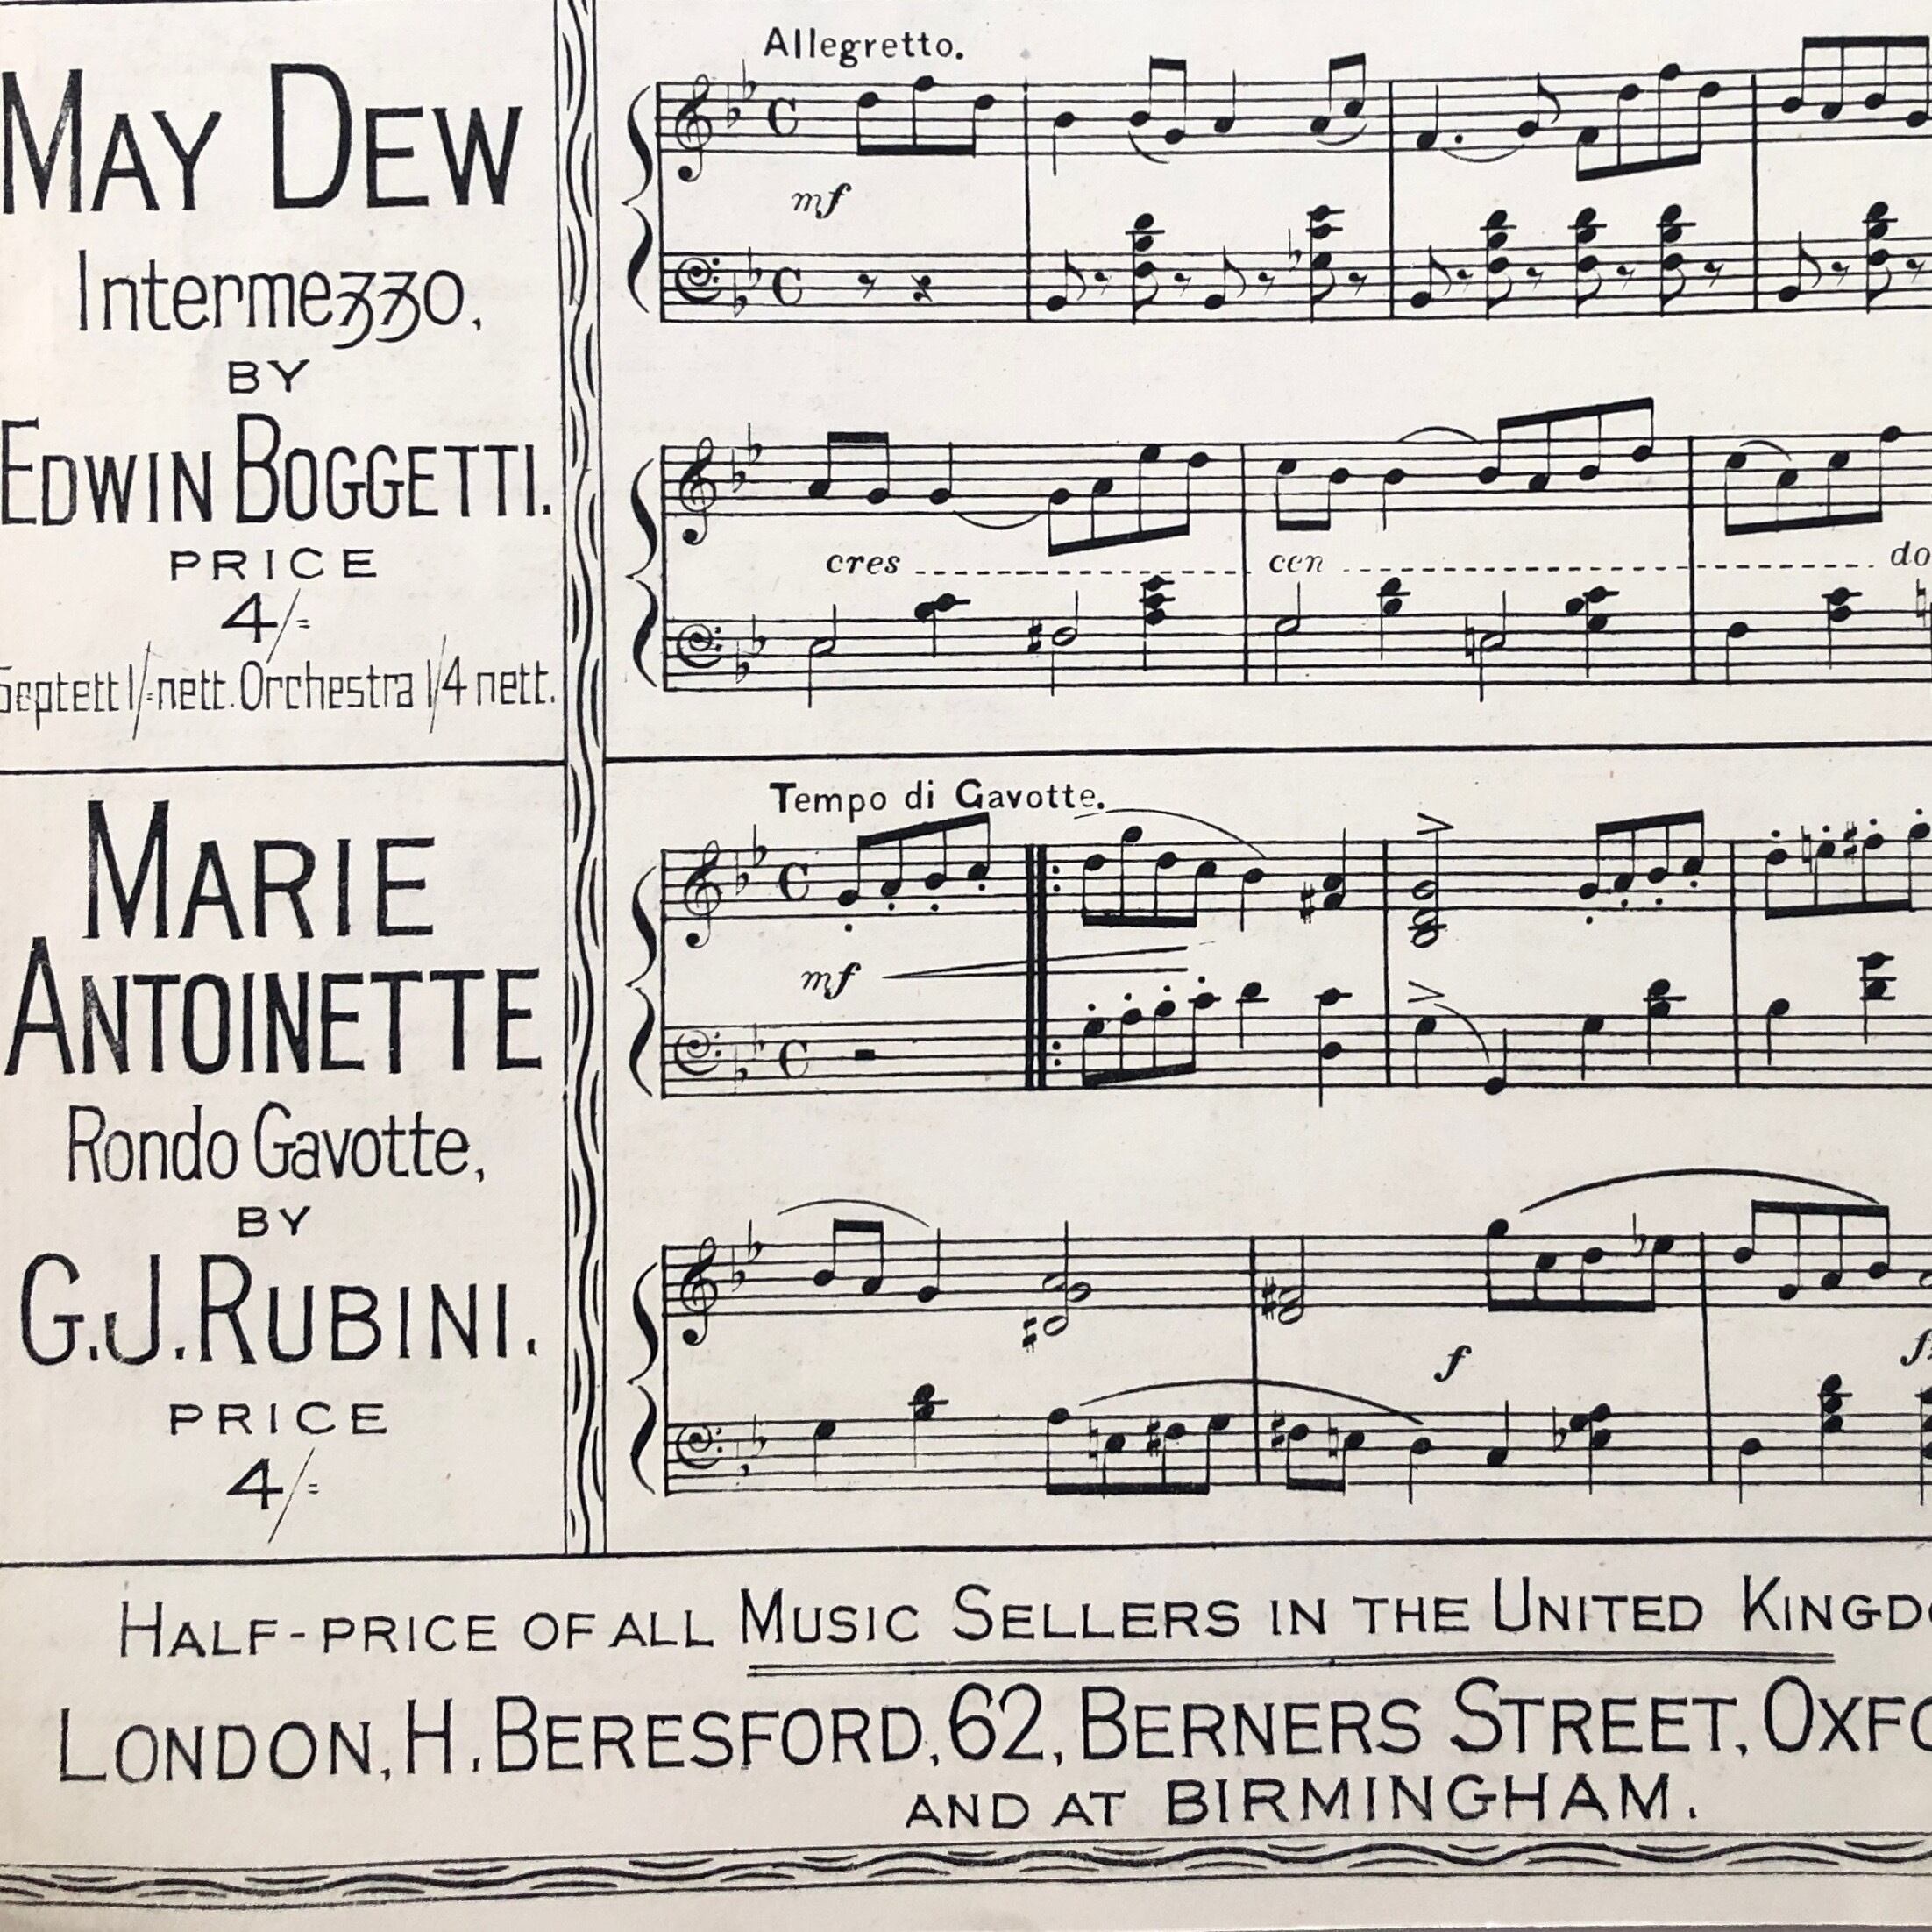 MAY DEW
Intermezzo,
BY
EDWIN BOGGETTI.
PRICE
4/=
Septett 1/= nett. Orchestra 1/4 nett.
Allegretto.
mf
cres - - - - cen - - - - do
MARIE
ANTOINETTE
Rondo Gavotte,
BY
G.J. RUBINI.
PRICE
4/=
Tempo di Gavotte.
mf
f
HALF-PRICE OF ALL MUSIC SELLERS IN THE UNITED
LONDON, H. BERESFORD, 62, BERNERS STREET,
AND AT BIRMINGHAM.